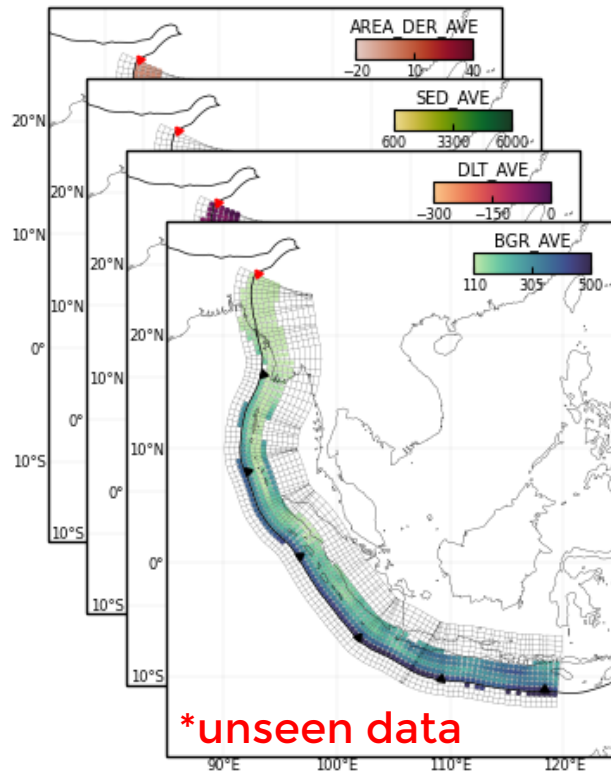 AREA_DER_AVE
-20 10 40
20°N
SED_AVE
600 3300 6000
20°N
10°N
DLT_AVE
-300 -150 0
20°N
10°N
0°
BGR_AVE
110 305 500
20°N
10°N
0°
10°S
10°N
0°
10°S
0°
10°S
10°S
*unseen data
90°E 100°E 110°E 120°E